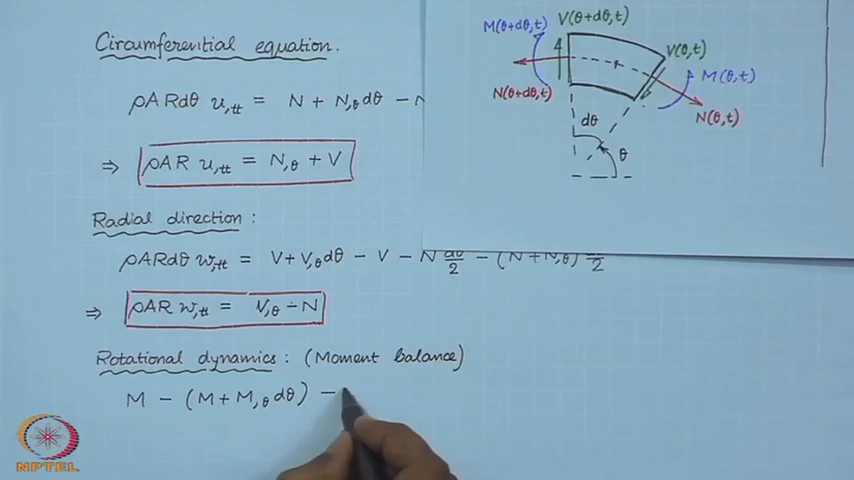 Circumferential equation.
ρARdθ u,tt = N + N,θ dθ − N
⇒ ρAR u,tt = N,θ + V
Radial direction :
ρARdθ w,tt = V + V,θ dθ − V − N dθ/2 − (N + N,θ) /2
⇒ ρAR w,tt = V,θ − N
Rotational dynamics : (Moment balance)
M − (M + M,θ dθ) −
V(θ+dθ,t)
M(θ+dθ,t)
V(θ,t)
M(θ,t)
N(θ+dθ,t)
N(θ,t)
dθ
θ
NPTEL